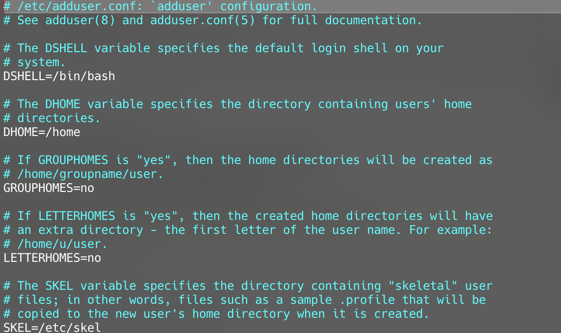 # /etc/adduser.conf: `adduser' configuration.
# See adduser(8) and adduser.conf(5) for full documentation.
# The DSHELL variable specifies the default login shell on your
# system.
DSHELL=/bin/bash
# The DHOME variable specifies the directory containing users' home
# directories.
DHOME=/home
# If GROUPHOMES is "yes", then the home directories will be created as
# /home/groupname/user.
GROUPHOMES=no
# If LETTERHOMES is "yes", then the created home directories will have
# an extra directory - the first letter of the user name. For example:
# /home/u/user.
LETTERHOMES=no
# The SKEL variable specifies the directory containing "skeletal" user
# files; in other words, files such as a sample .profile that will be
# copied to the new user's home directory when it is created.
SKEL=/etc/skel